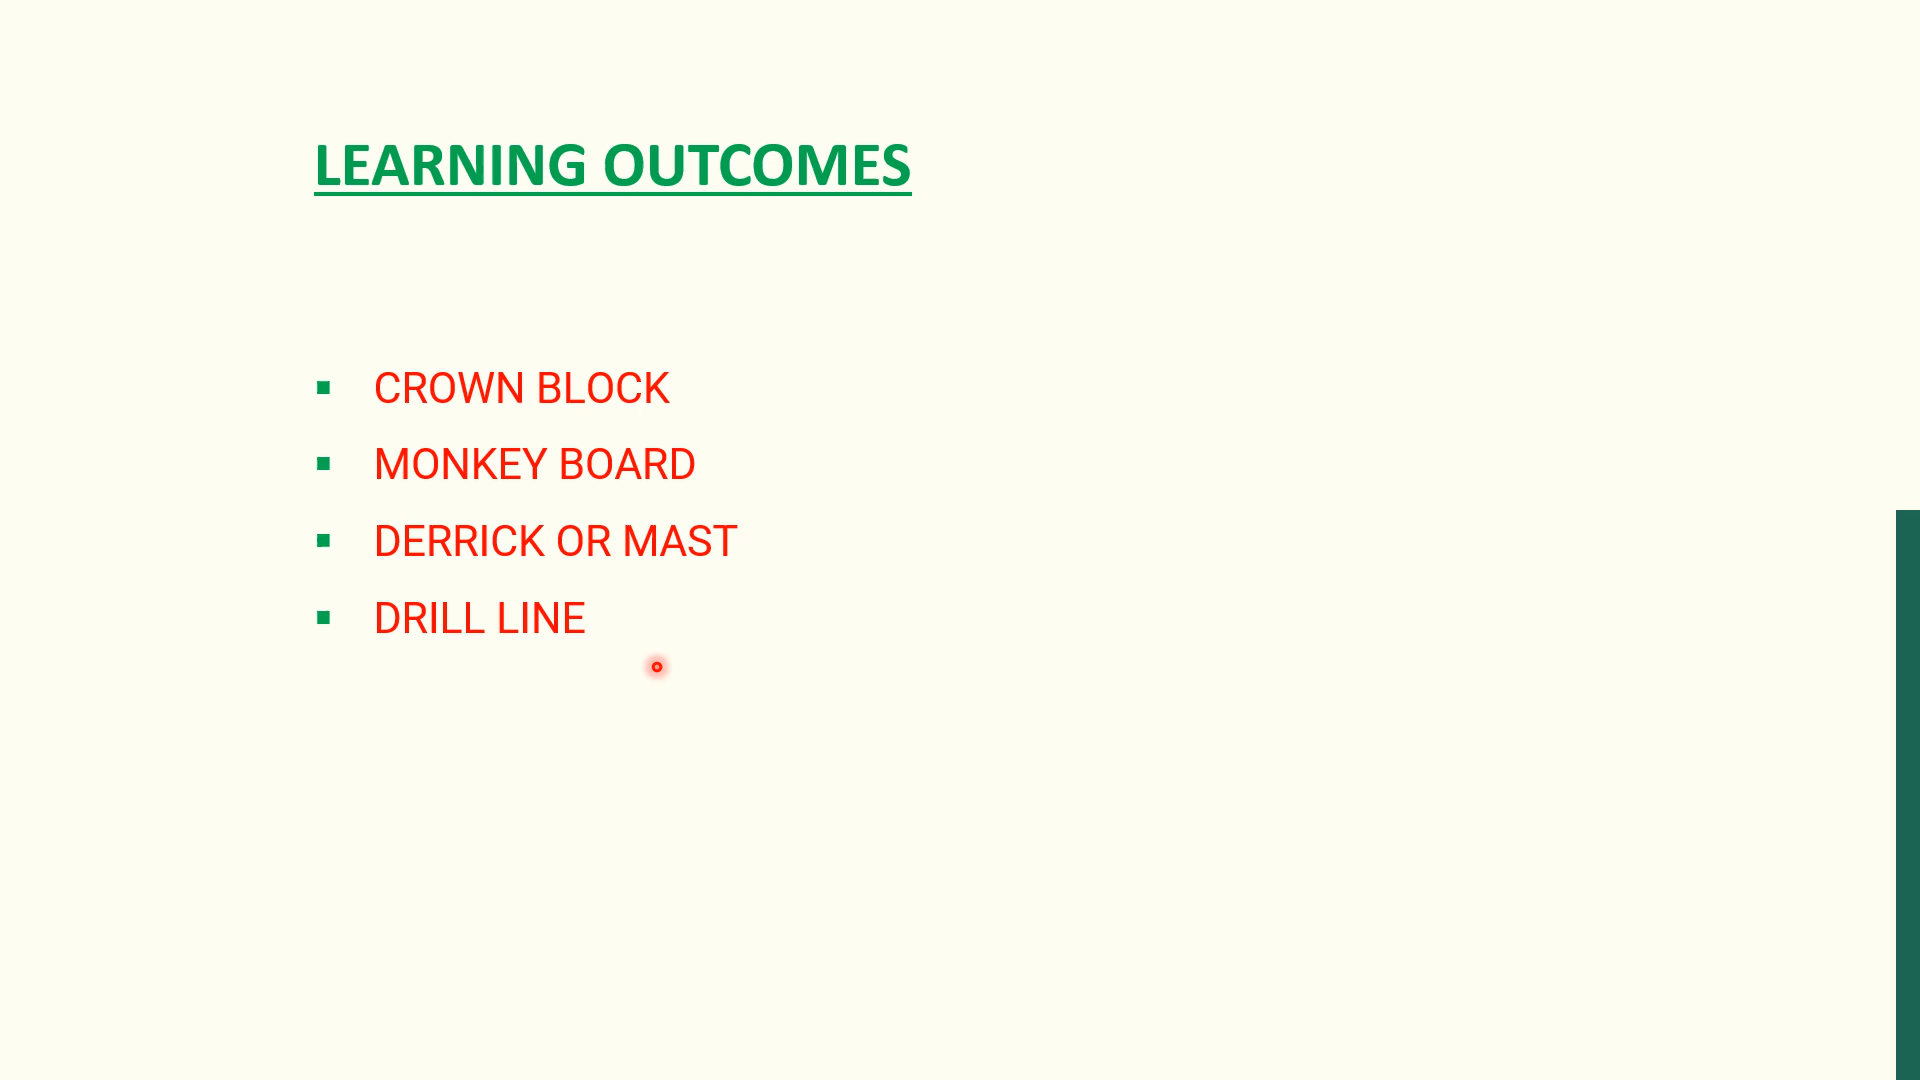 LEARNING OUTCOMES
CROWN BLOCK
MONKEY BOARD
DERRICK OR MAST
DRILL LINE